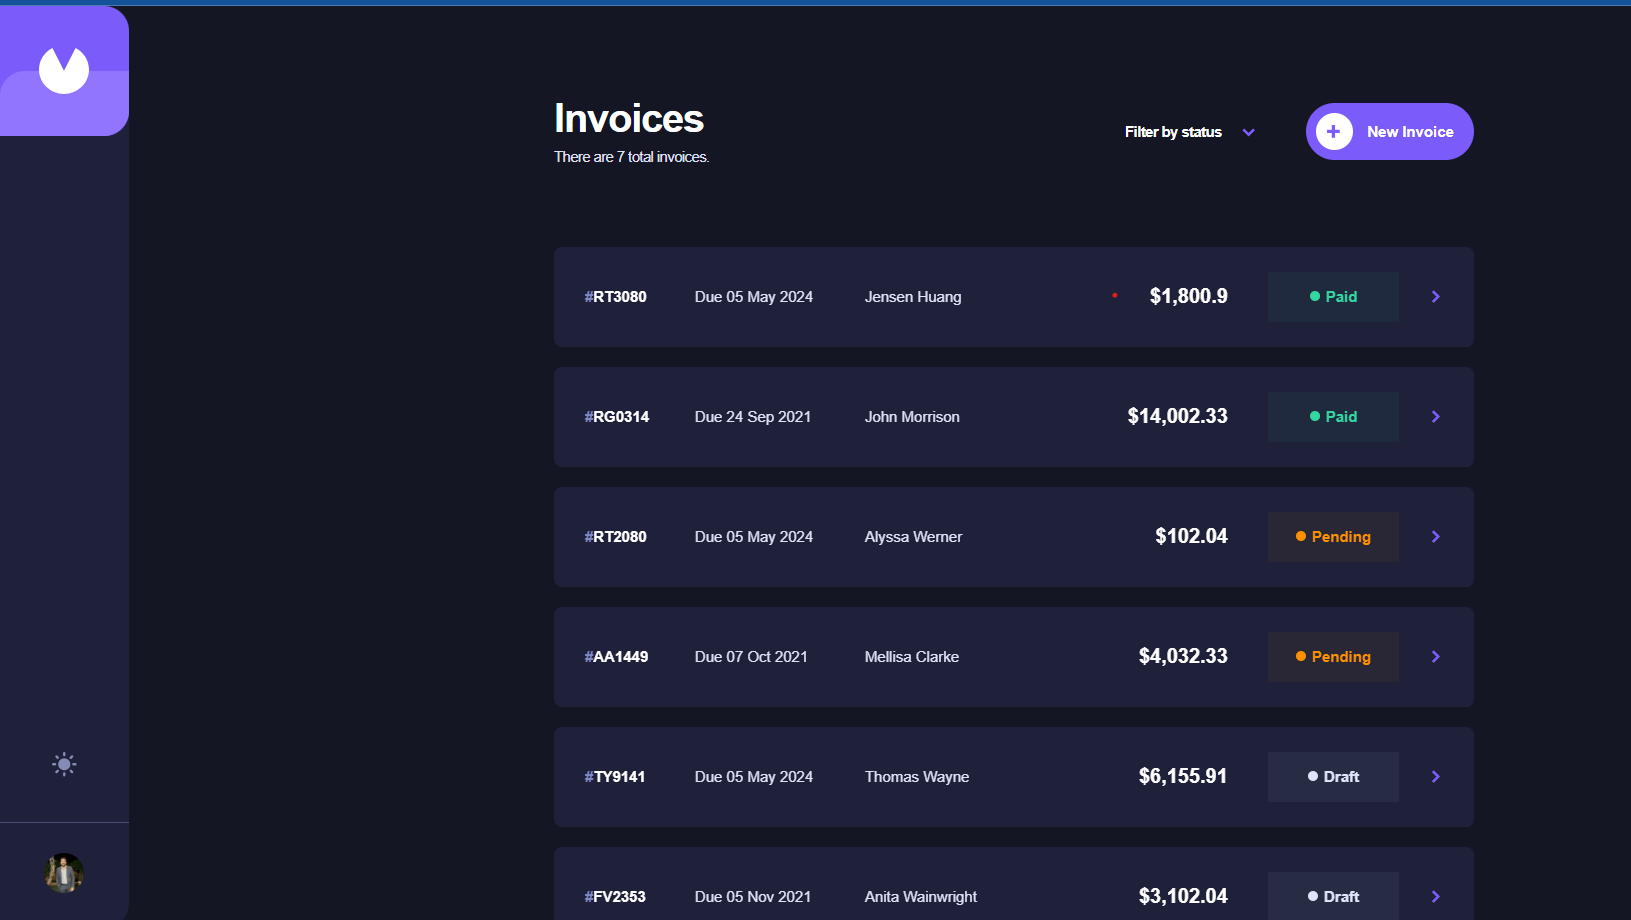 Invoices
There are 7 total invoices.
Filter by status
New Invoice
#RT3080 Due 05 May 2024 Jensen Huang $1,800.9 Paid
#RG0314 Due 24 Sep 2021 John Morrison $14,002.33 Paid
#RT2080 Due 05 May 2024 Alyssa Werner $102.04 Pending
#AA1449 Due 07 Oct 2021 Mellisa Clarke $4,032.33 Pending
#TY9141 Due 05 May 2024 Thomas Wayne $6,155.91 Draft
#FV2353 Due 05 Nov 2021 Anita Wainwright $3,102.04 Draft